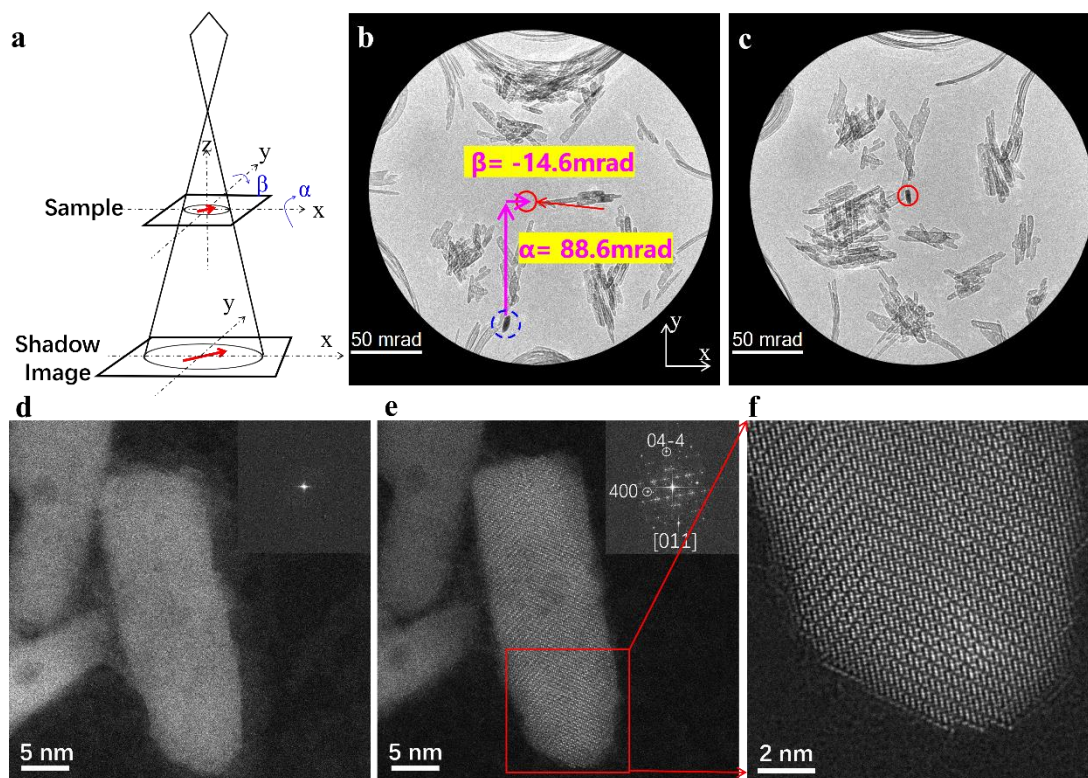 a
z
y
β
α
Sample
x
y
x
Shadow
Image
b
β= -14.6mrad
α= 88.6mrad
50 mrad
y
x
c
50 mrad
d
5 nm
e
04-4
400
[011]
5 nm
f
2 nm